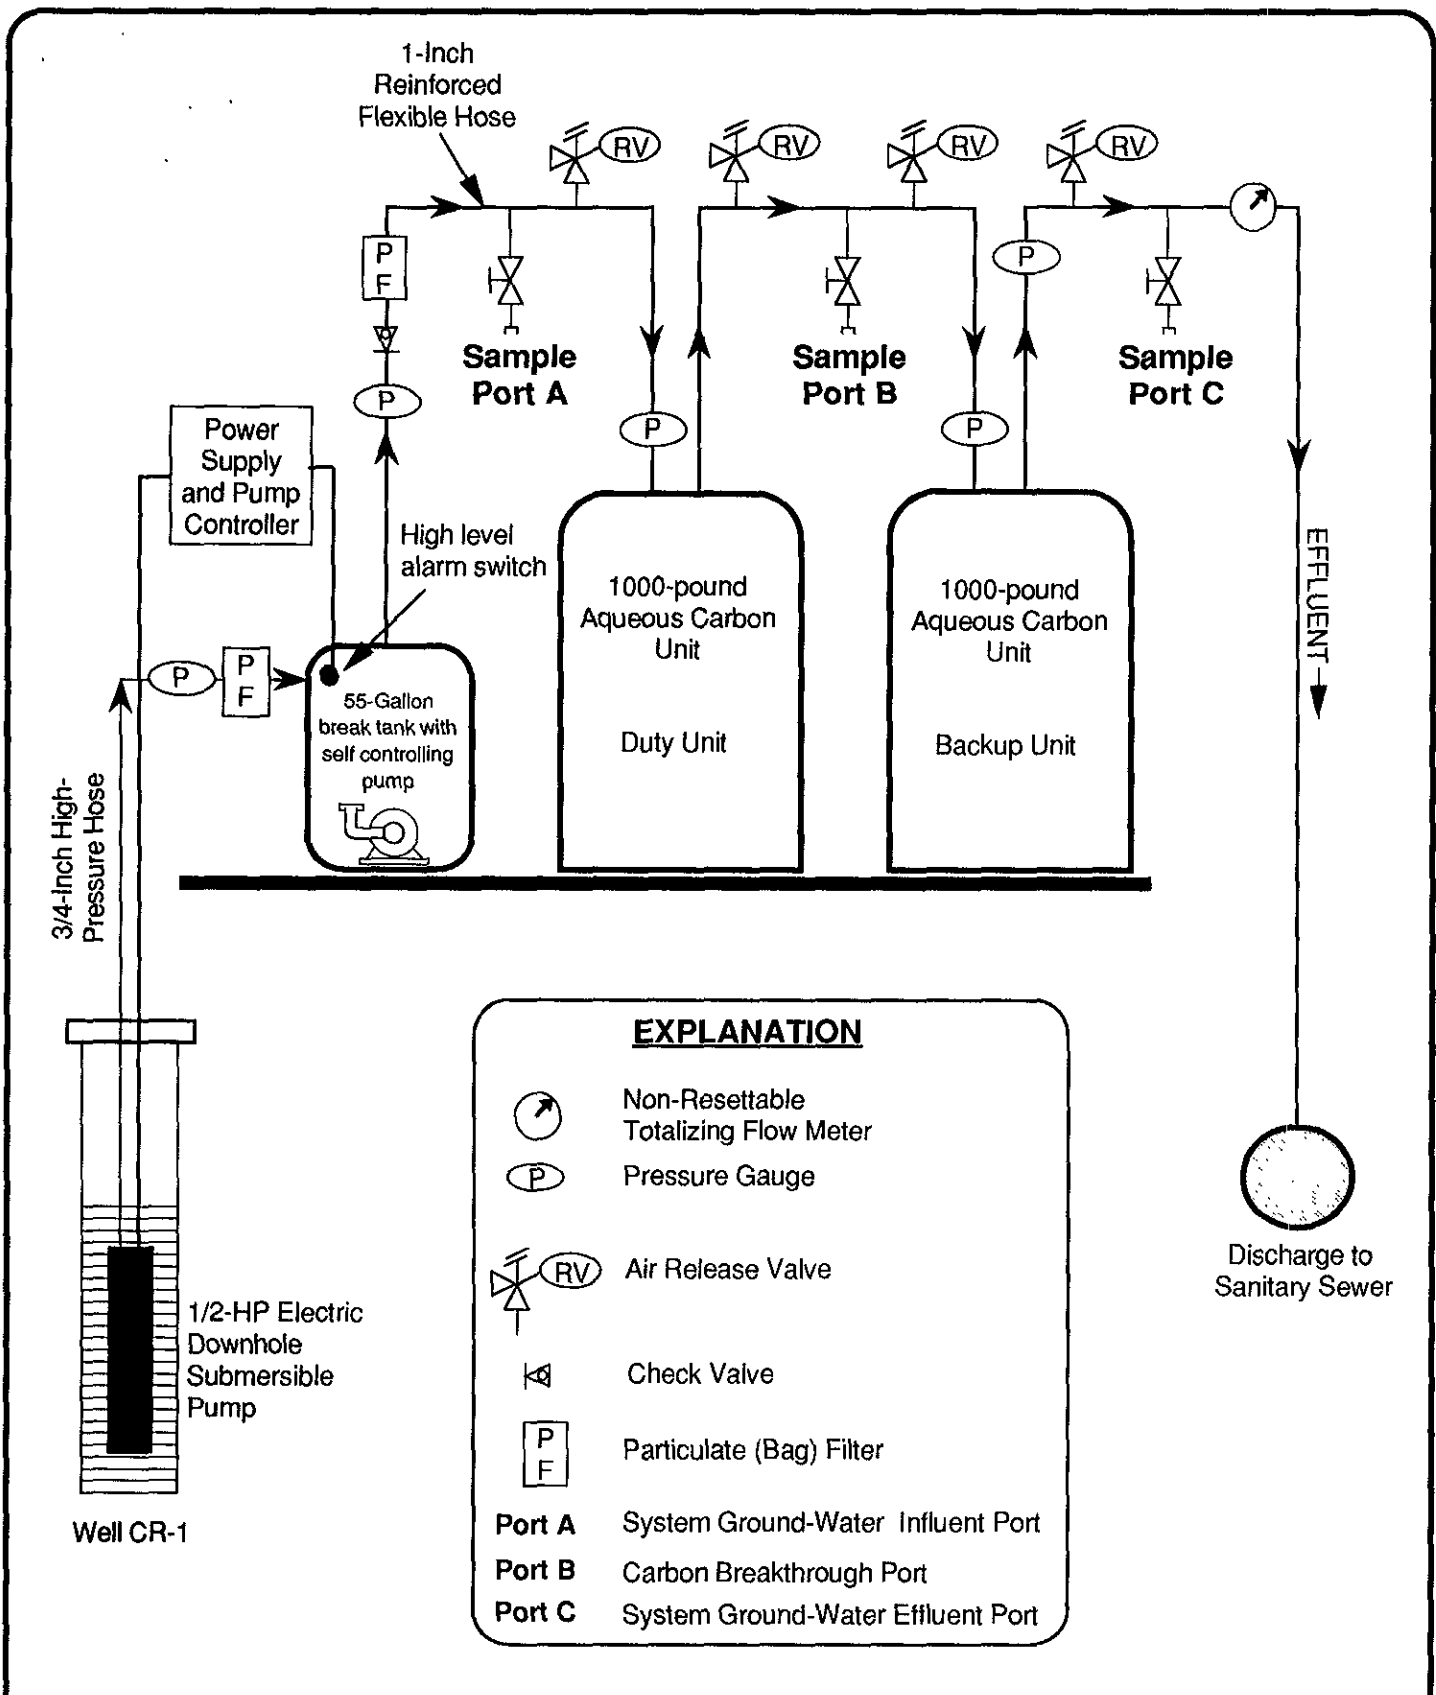 1-Inch
Reinforced
Flexible Hose
RV
RV
RV
RV
P
F
P
Sample
Port A
Sample
Port B
Sample
Port C
P
P
P
Power
Supply
and Pump
Controller
High level
alarm switch
P
P
F
55-Gallon
break tank with
self controlling
pump
1000-pound
Aqueous Carbon
Unit
Duty Unit
1000-pound
Aqueous Carbon
Unit
Backup Unit
EFFLUENT
3/4-Inch High-
Pressure Hose
1/2-HP Electric
Downhole
Submersible
Pump
Well CR-1
Discharge to
Sanitary Sewer
EXPLANATION
Non-Resettable
Totalizing Flow Meter
P
Pressure Gauge
RV
Air Release Valve
Check Valve
P
F
Particulate (Bag) Filter
Port A System Ground-Water Influent Port
Port B Carbon Breakthrough Port
Port C System Ground-Water Effluent Port